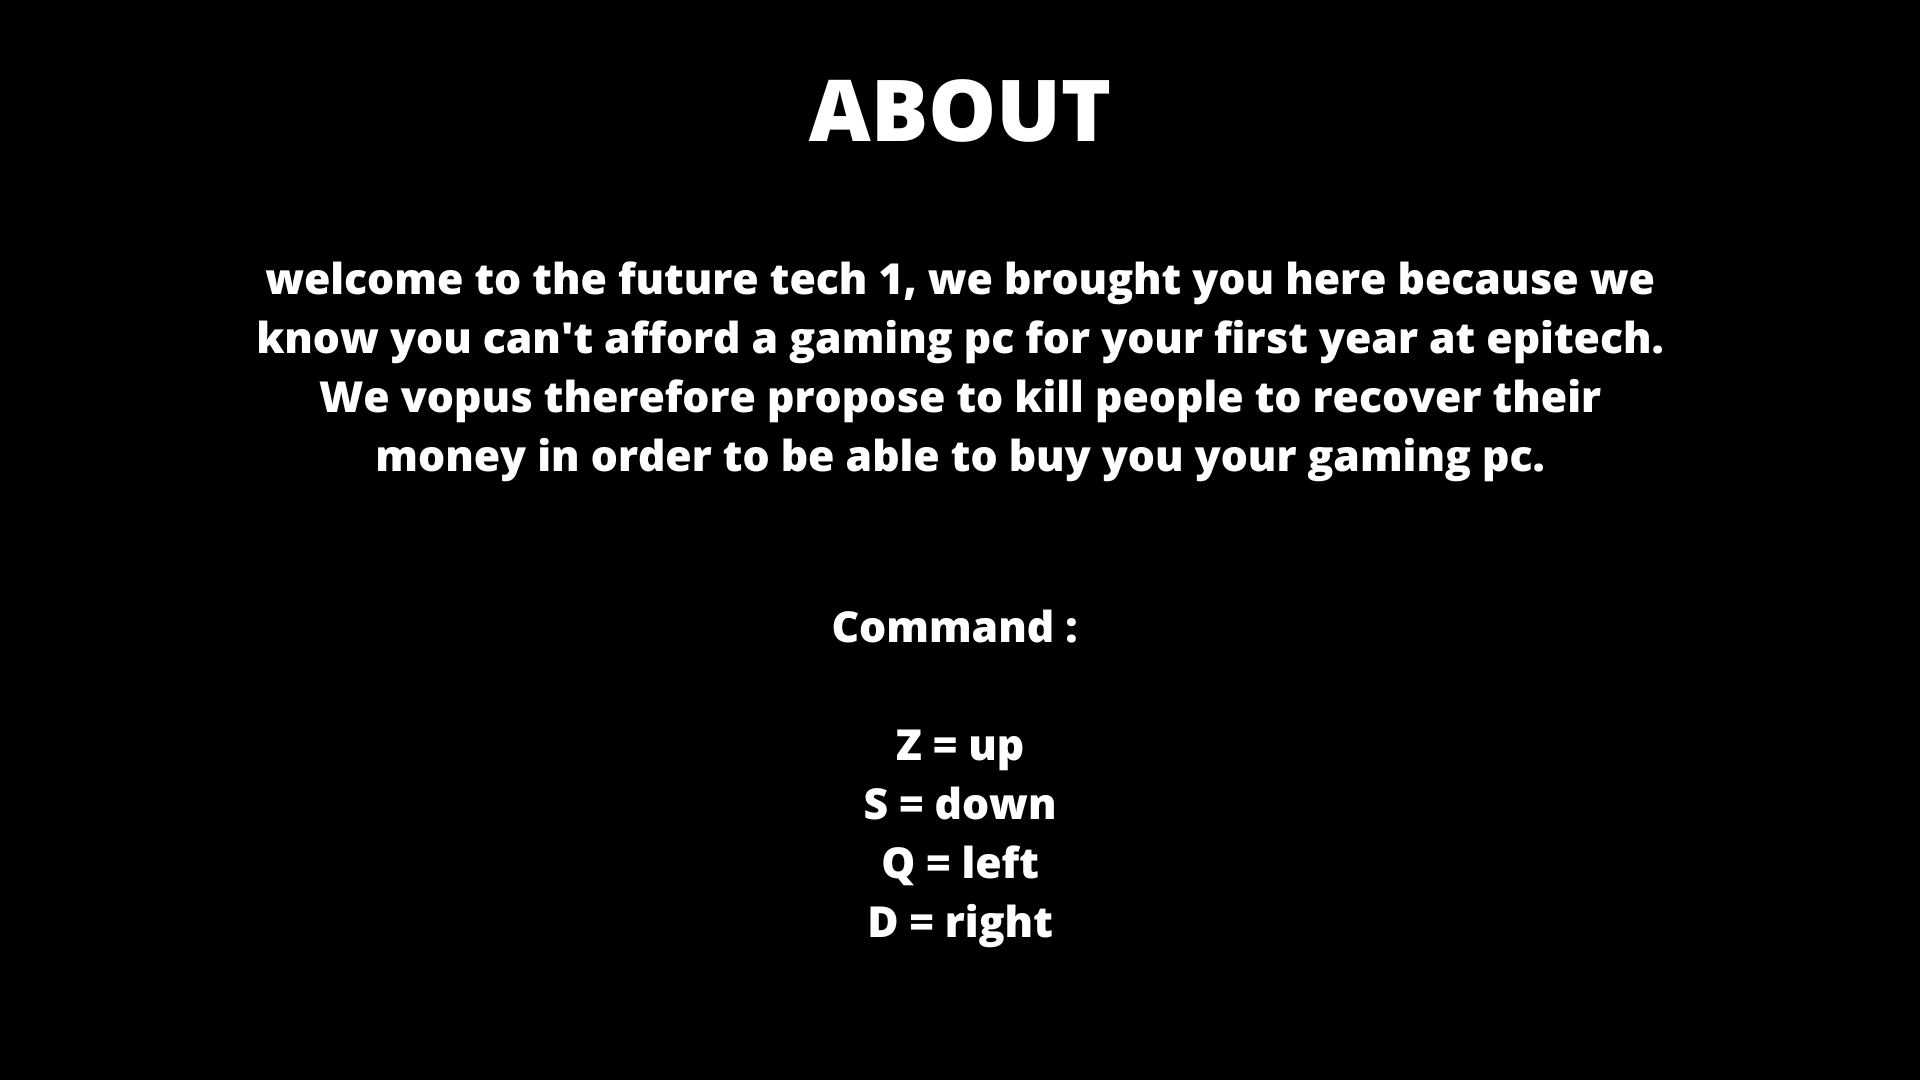 ABOUT
welcome to the future tech 1, we brought you here because we
know you can't afford a gaming pc for your first year at epitech.
We vopus therefore propose to kill people to recover their
money in order to be able to buy you your gaming pc.
Command :
Z = up
S = down
Q = left
D = right